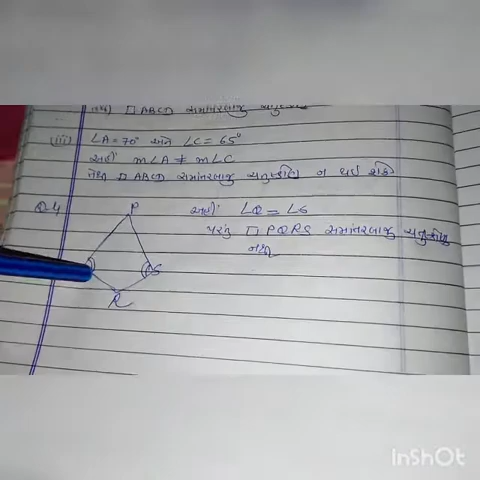 □ ABCD સમાંતરબાજુ
(iii) ∠A = 70° અને ∠C = 65°
અહીં m∠A ≠ m∠C
તેથી □ ABCD સમાંતરબાજુ ચતુષ્કોણ ન થઈ શકે
Q-4 P અહીં ∠Q = ∠S
પરંતુ □ PQRS સમાંતરબાજુ ચતુષ્કોણ
નથી
S
R
InShOt